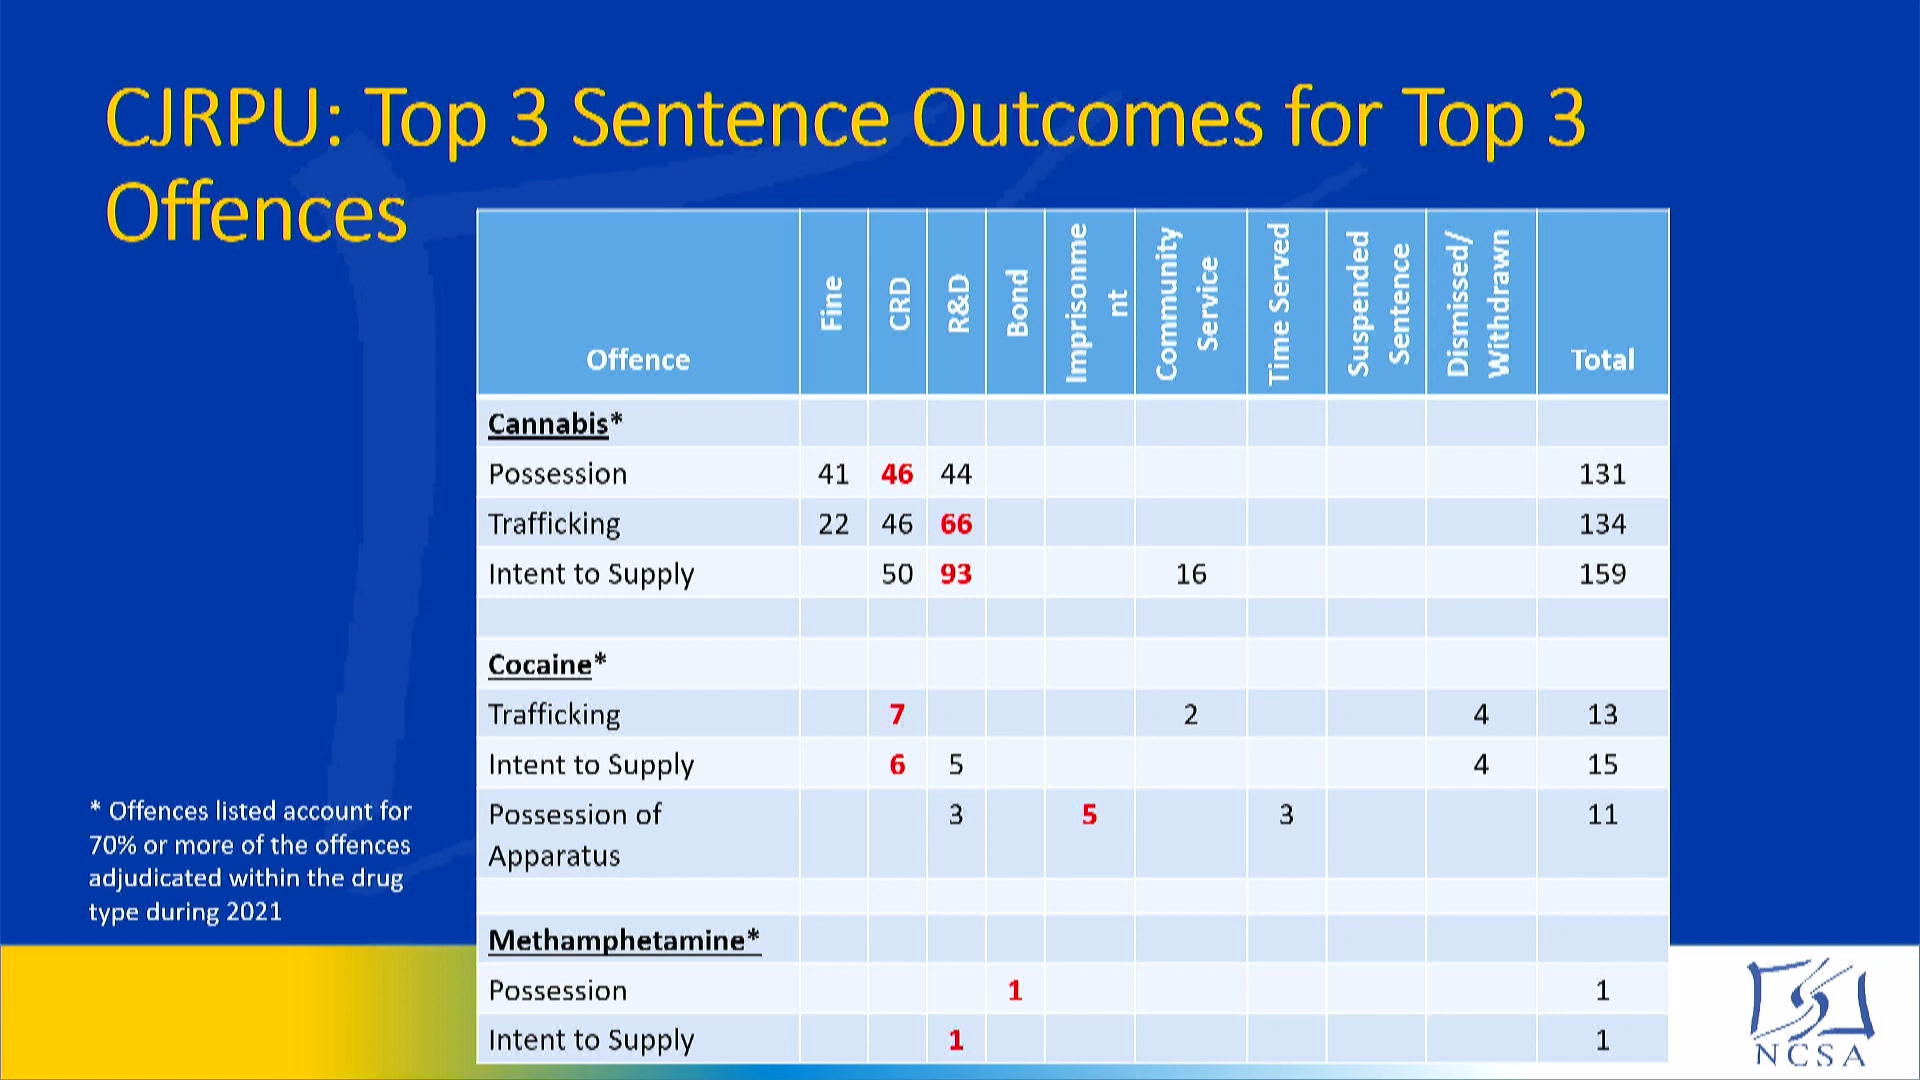 CJRPU: Top 3 Sentence Outcomes for Top 3
Offences
Offence Fine CRD R&D Bond Imprisonme nt Community Service Time Served Suspended Sentence Dismissed/ Withdrawn Total
Cannabis*
Possession 41 46 44 131
Trafficking 22 46 66 134
Intent to Supply 50 93 16 159
Cocaine*
Trafficking 7 2 4 13
Intent to Supply 6 5 4 15
Possession of 3 5 3 11
Apparatus
Methamphetamine*
Possession 1 1
Intent to Supply 1 1
* Offences listed account for
70% or more of the offences
adjudicated within the drug
type during 2021
NCSA